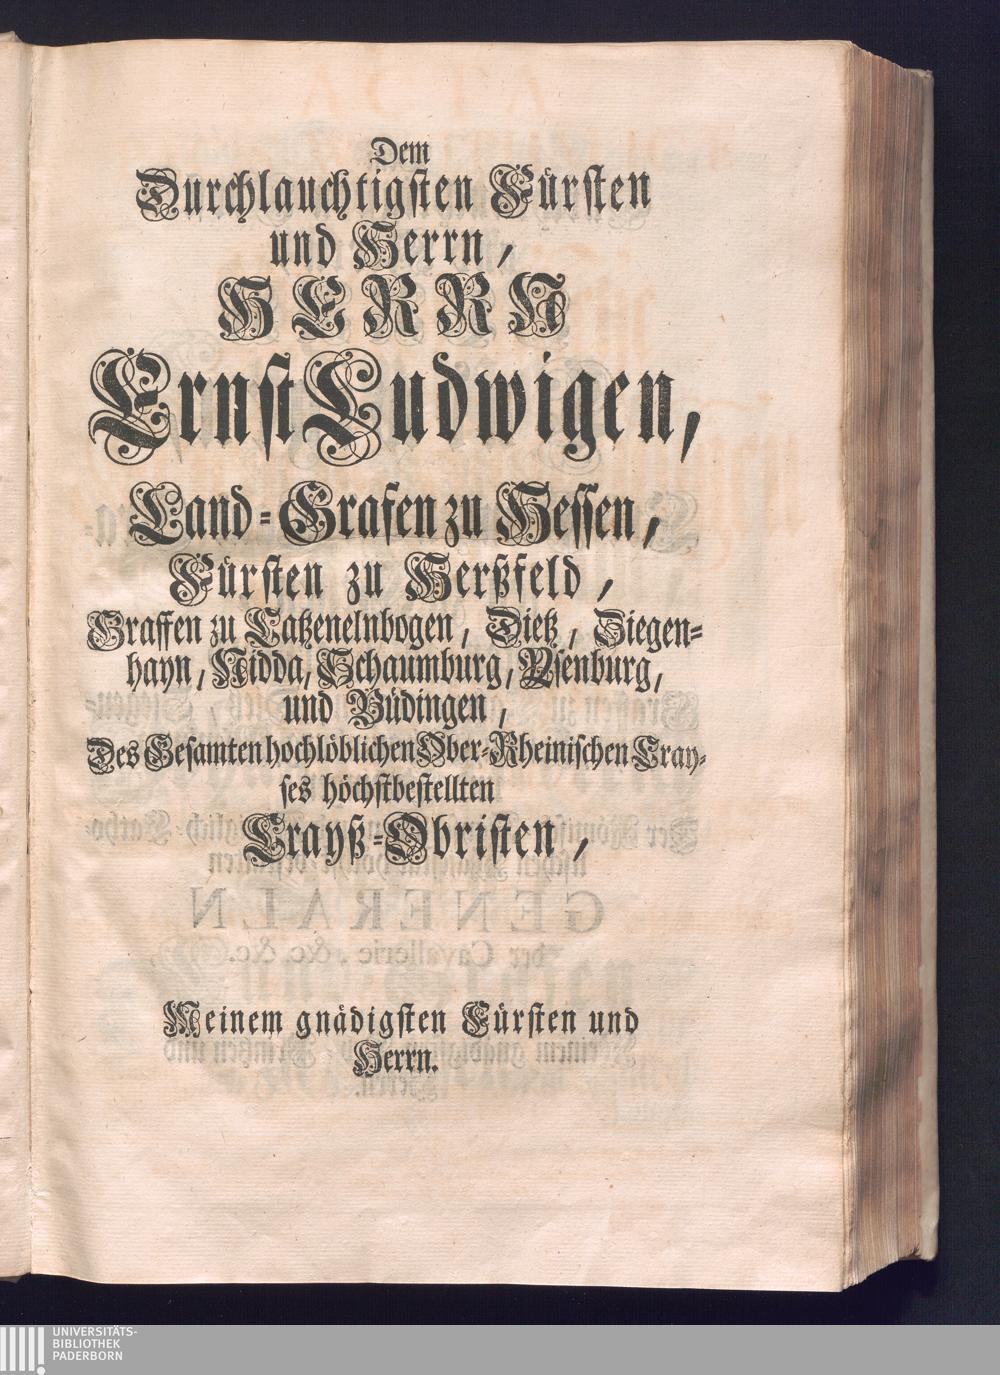 Dem
Durchlauchtigsten Fürsten
und Herrn,
HERRN
Ernst Ludwigen,
Land-Grafen zu Hessen,
Fürsten zu Herßfeld,
Graffen zu Catzenelnbogen, Dietz, Ziegen-
hayn, Nidda, Schaumburg, Ysenburg,
und Büdingen,
Des Gesamten hochlöblichen Ober-Rheinischen Cray-
ses höchstbestellten
Crayß-Obristen,
Meinem gnädigsten Fürsten und
Herrn.
UNIVERSITÄTS-
BIBLIOTHEK
PADERBORN